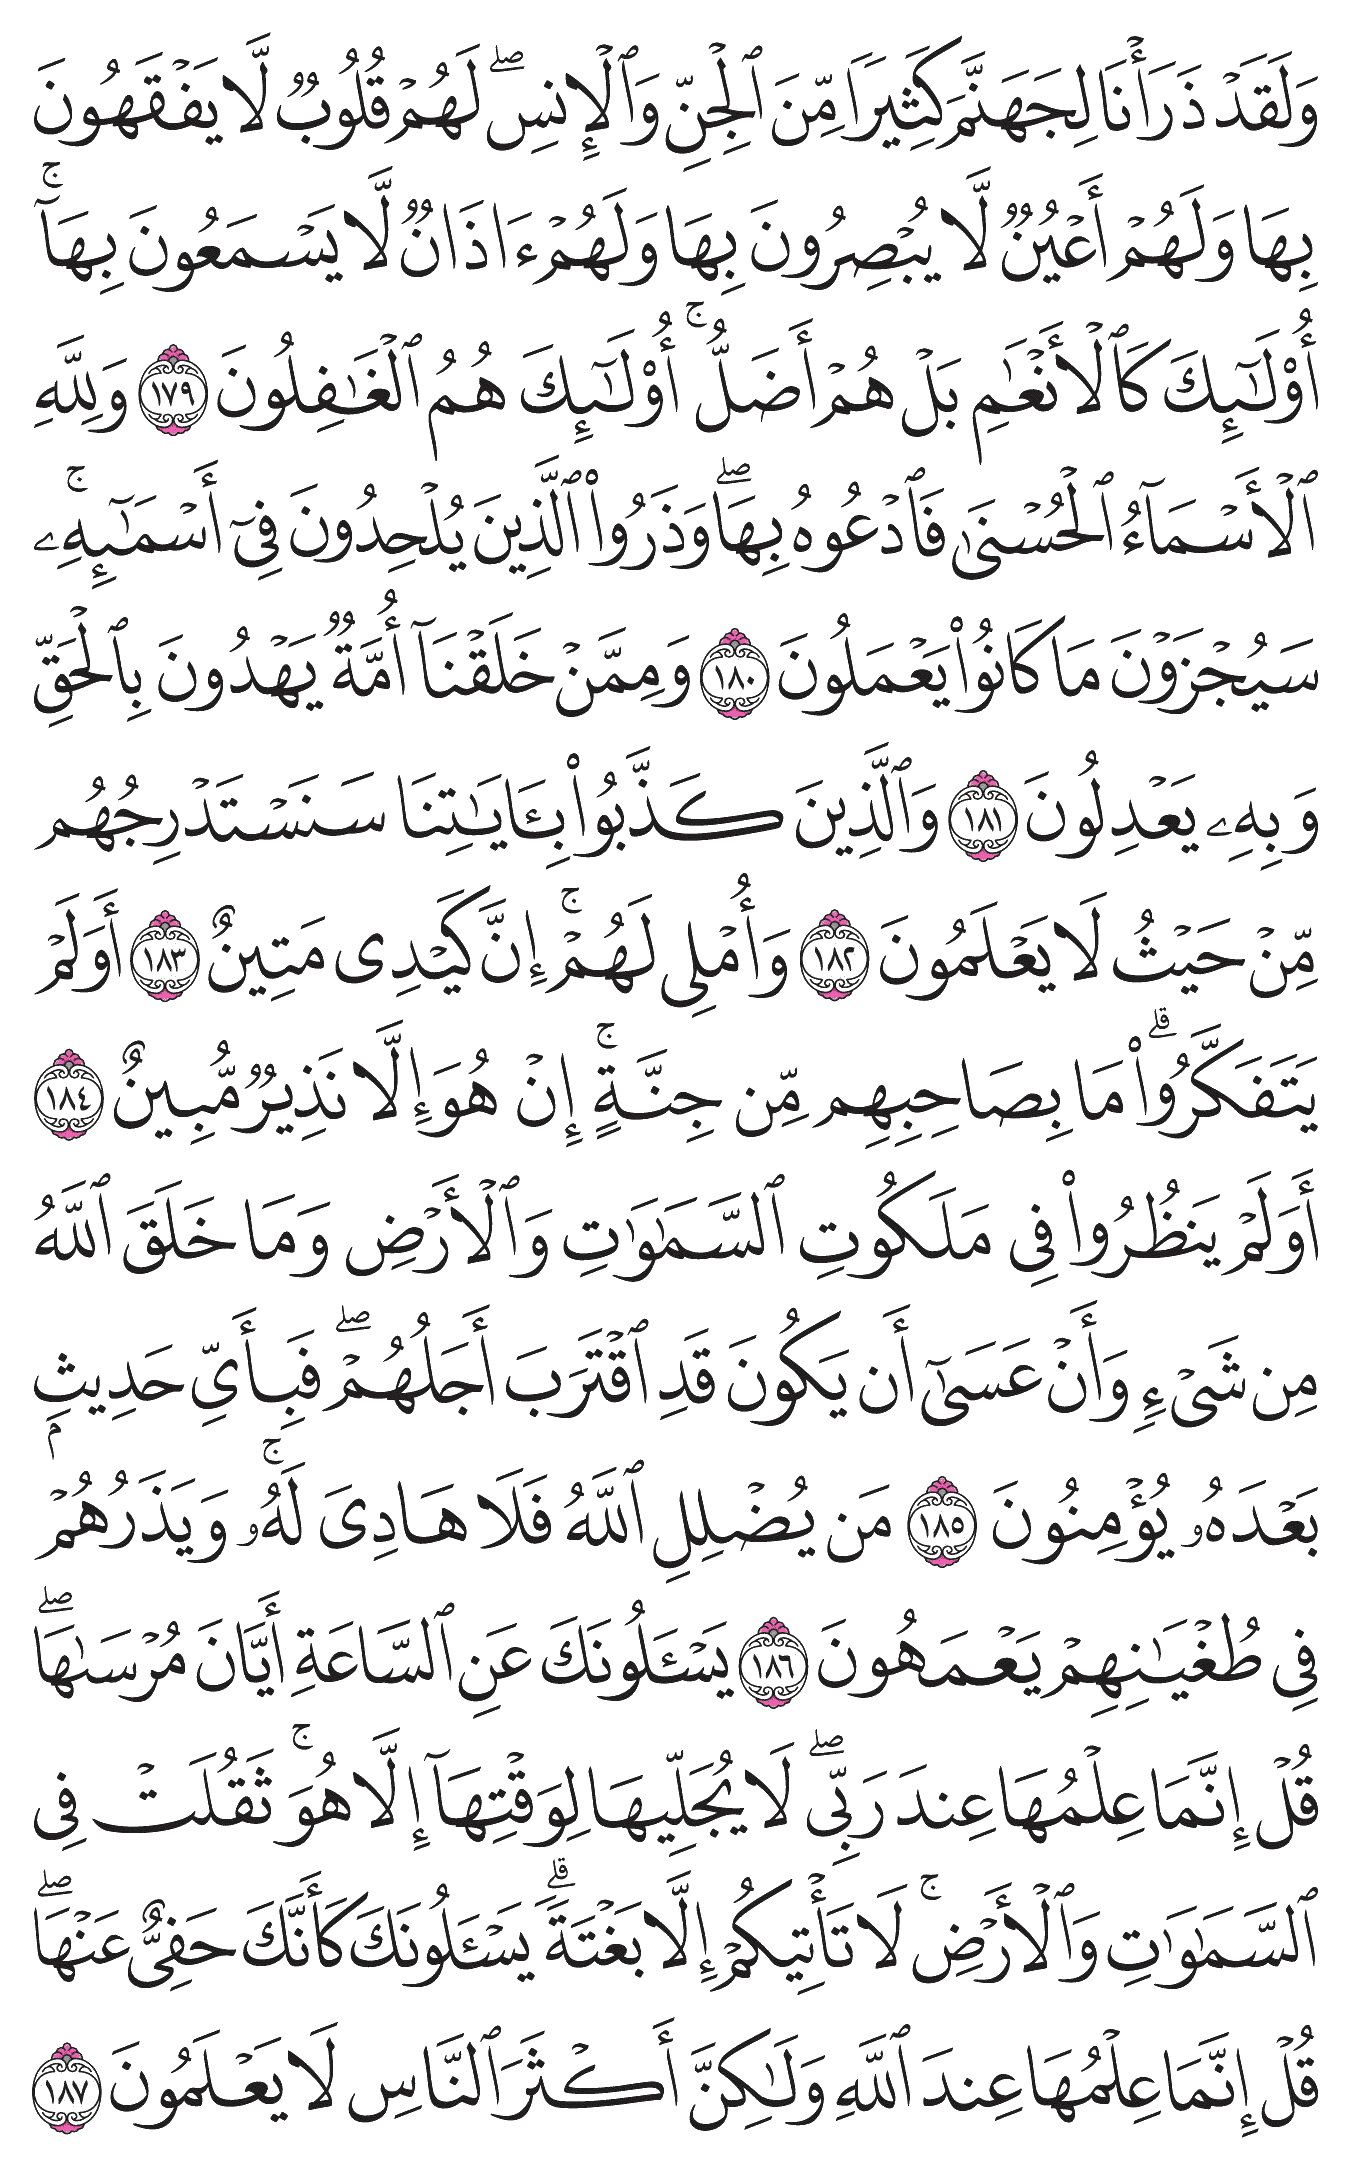 وَلَقَدۡ ذَرَأۡنَا لِجَهَنَّمَ كَثِيرٗا مِّنَ ٱلۡجِنِّ وَٱلۡإِنسِۖ لَهُمۡ قُلُوبٞ لَّا يَفۡقَهُونَ
بِهَا وَلَهُمۡ أَعۡيُنٞ لَّا يُبۡصِرُونَ بِهَا وَلَهُمۡ ءَاذَانٞ لَّا يَسۡمَعُونَ بِهَآۚ
أُوْلَٰٓئِكَ كَٱلۡأَنۡعَٰمِ بَلۡ هُمۡ أَضَلُّۚ أُوْلَٰٓئِكَ هُمُ ٱلۡغَٰفِلُونَ ١٧٩ وَلِلَّهِ
ٱلۡأَسۡمَآءُ ٱلۡحُسۡنَىٰ فَٱدۡعُوهُ بِهَاۖ وَذَرُواْ ٱلَّذِينَ يُلۡحِدُونَ فِيٓ أَسۡمَٰٓئِهِۦۚ
سَيُجۡزَوۡنَ مَا كَانُواْ يَعۡمَلُونَ ١٨٠ وَمِمَّنۡ خَلَقۡنَآ أُمَّةٞ يَهۡدُونَ بِٱلۡحَقِّ
وَبِهِۦ يَعۡدِلُونَ ١٨١ وَٱلَّذِينَ كَذَّبُواْ بِـَٔايَٰتِنَا سَنَسۡتَدۡرِجُهُم
مِّنۡ حَيۡثُ لَا يَعۡلَمُونَ ١٨٢ وَأُمۡلِي لَهُمۡۚ إِنَّ كَيۡدِي مَتِينٌ ١٨٣ أَوَلَمۡ
يَتَفَكَّرُواْۗ مَا بِصَاحِبِهِم مِّن جِنَّةٍۚ إِنۡ هُوَ إِلَّا نَذِيرٞ مُّبِينٌ ١٨٤
أَوَلَمۡ يَنظُرُواْ فِي مَلَكُوتِ ٱلسَّمَٰوَٰتِ وَٱلۡأَرۡضِ وَمَا خَلَقَ ٱللَّهُ
مِن شَيۡءٖ وَأَنۡ عَسَىٰٓ أَن يَكُونَ قَدِ ٱقۡتَرَبَ أَجَلُهُمۡۖ فَبِأَيِّ حَدِيثِۭ
بَعۡدَهُۥ يُؤۡمِنُونَ ١٨٥ مَن يُضۡلِلِ ٱللَّهُ فَلَا هَادِيَ لَهُۥۚ وَيَذَرُهُمۡ
فِي طُغۡيَٰنِهِمۡ يَعۡمَهُونَ ١٨٦ يَسۡـَٔلُونَكَ عَنِ ٱلسَّاعَةِ أَيَّانَ مُرۡسَىٰهَاۖ
قُلۡ إِنَّمَا عِلۡمُهَا عِندَ رَبِّيۖ لَا يُجَلِّيهَا لِوَقۡتِهَآ إِلَّا هُوَۚ ثَقُلَتۡ فِي
ٱلسَّمَٰوَٰتِ وَٱلۡأَرۡضِۚ لَا تَأۡتِيكُمۡ إِلَّا بَغۡتَةٗۗ يَسۡـَٔلُونَكَ كَأَنَّكَ حَفِيٌّ عَنۡهَاۖ
قُلۡ إِنَّمَا عِلۡمُهَا عِندَ ٱللَّهِ وَلَٰكِنَّ أَكۡثَرَ ٱلنَّاسِ لَا يَعۡلَمُونَ ١٨٧